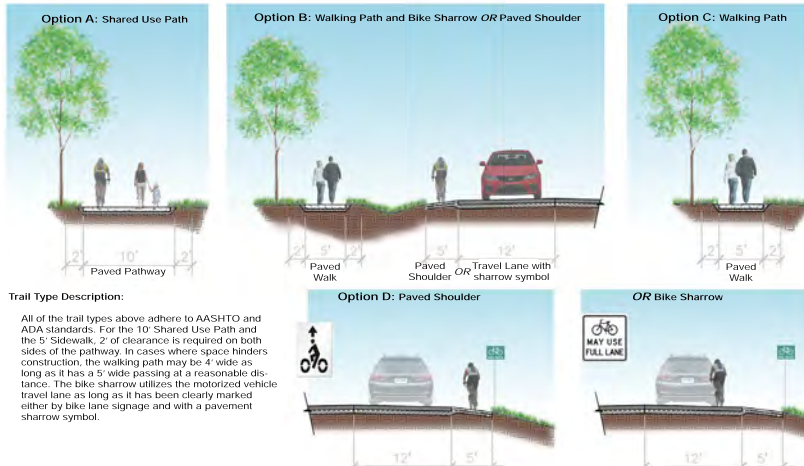 Option A: Shared Use Path
Option B: Walking Path and Bike Sharrow OR Paved Shoulder
Option C: Walking Path
2' 10' 2'
Paved Pathway
2' 5' 2' 5' 12'
Paved Walk
Paved Shoulder OR Travel Lane with sharrow symbol
2' 5' 2'
Paved Walk
Trail Type Description:
All of the trail types above adhere to AASHTO and
ADA standards. For the 10' Shared Use Path and
the 5' Sidewalk, 2' of clearance is required on both
sides of the pathway. In cases where space hinders
construction, the walking path may be 4' wide as
long as it has a 5' wide passing at a reasonable dis-
tance. The bike sharrow utilizes the motorized vehicle
travel lane as long as it has been clearly marked
either by bike lane signage and with a pavement
sharrow symbol.
Option D: Paved Shoulder
12' 5'
OR Bike Sharrow
MAY USE
FULL LANE
12' 5'